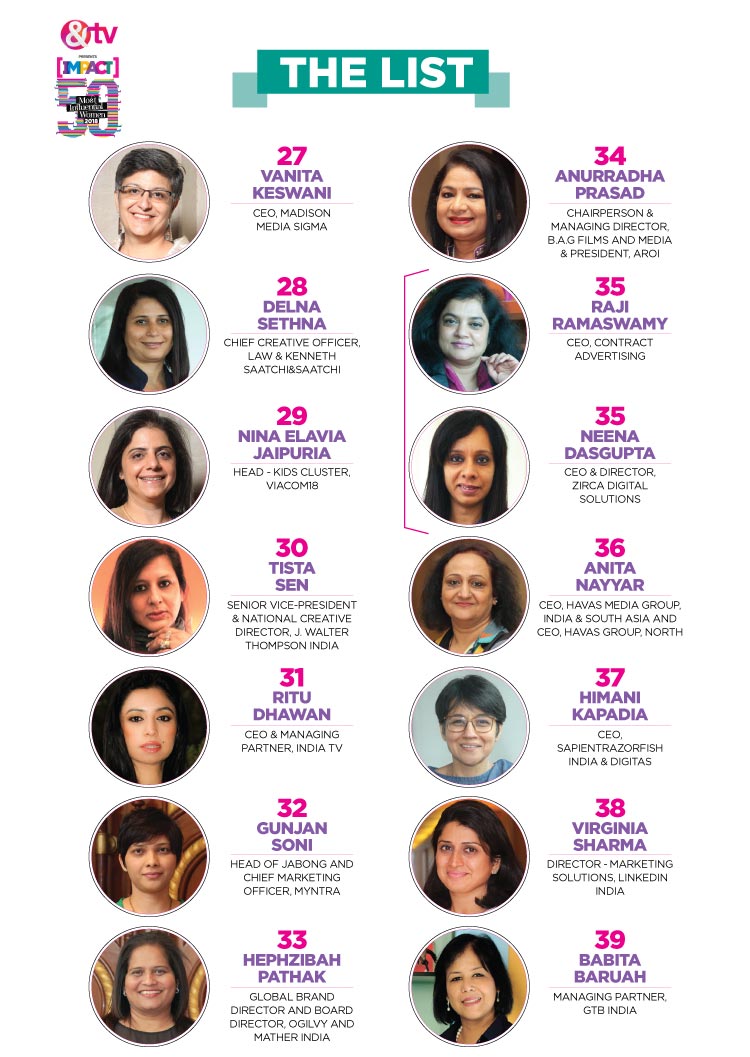 &tv
PRESENTS
[IMPACT]
50
Most
Influential
Women
2018
THE LIST
27
VANITA
KESWANI
CEO, MADISON
MEDIA SIGMA
28
DELNA
SETHNA
CHIEF CREATIVE OFFICER,
LAW & KENNETH
SAATCHI&SAATCHI
29
NINA ELAVIA
JAIPURIA
HEAD - KIDS CLUSTER,
VIACOM18
30
TISTA
SEN
SENIOR VICE-PRESIDENT
& NATIONAL CREATIVE
DIRECTOR, J. WALTER
THOMPSON INDIA
31
RITU
DHAWAN
CEO & MANAGING
PARTNER, INDIA TV
32
GUNJAN
SONI
HEAD OF JABONG AND
CHIEF MARKETING
OFFICER, MYNTRA
33
HEPHZIBAH
PATHAK
GLOBAL BRAND
DIRECTOR AND BOARD
DIRECTOR, OGILVY AND
MATHER INDIA
34
ANURRADHA
PRASAD
CHAIRPERSON &
MANAGING DIRECTOR,
B.A.G FILMS AND MEDIA
& PRESIDENT, AROI
35
RAJI
RAMASWAMY
CEO, CONTRACT
ADVERTISING
35
NEENA
DASGUPTA
CEO & DIRECTOR,
ZIRCA DIGITAL
SOLUTIONS
36
ANITA
NAYYAR
CEO, HAVAS MEDIA GROUP,
INDIA & SOUTH ASIA AND
CEO, HAVAS GROUP, NORTH
37
HIMANI
KAPADIA
CEO,
SAPIENTRAZORFISH
INDIA & DIGITAS
38
VIRGINIA
SHARMA
DIRECTOR - MARKETING
SOLUTIONS, LINKEDIN
INDIA
39
BABITA
BARUAH
MANAGING PARTNER,
GTB INDIA